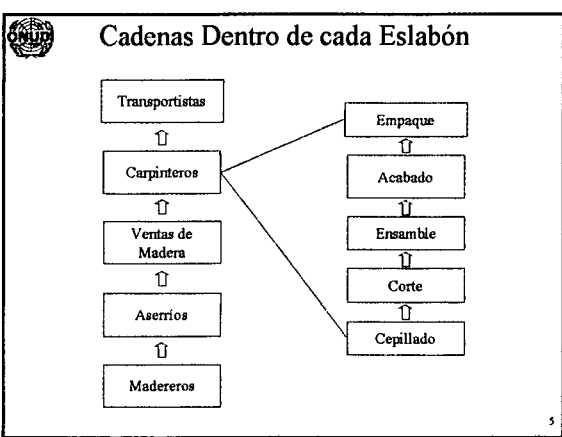 ONUDI
Cadenas Dentro de cada Eslabón
Transportistas
Carpinteros
Ventas de
Madera
Aserríos
Madereros
Empaque
Acabado
Ensamble
Corte
Cepillado
5